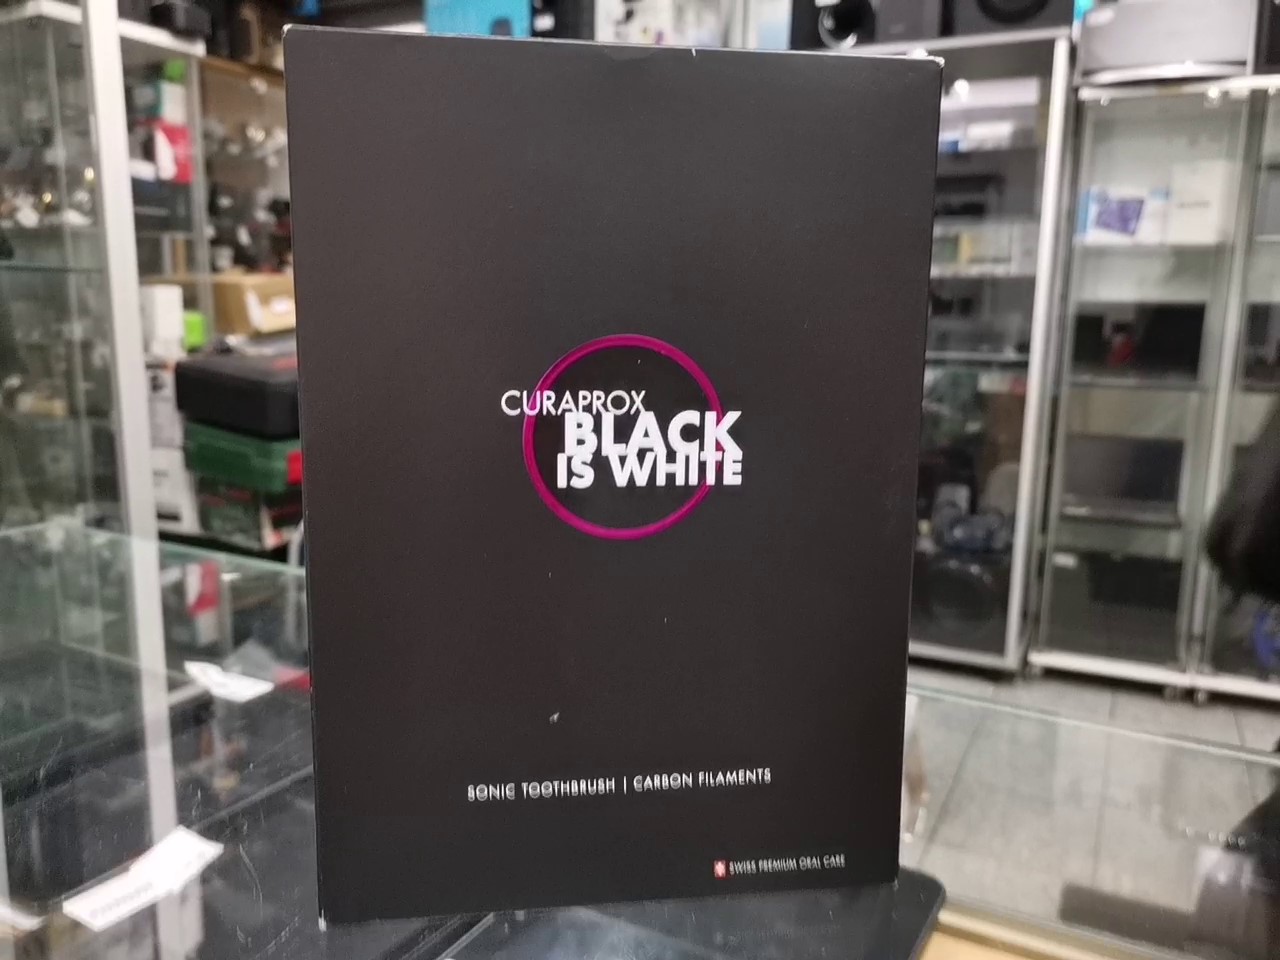 CURAPROX
BLACK
IS WHITE
SONIC TOOTHBRUSH | CARBON FILAMENTS
SWISS PREMIUM ORAL CARE